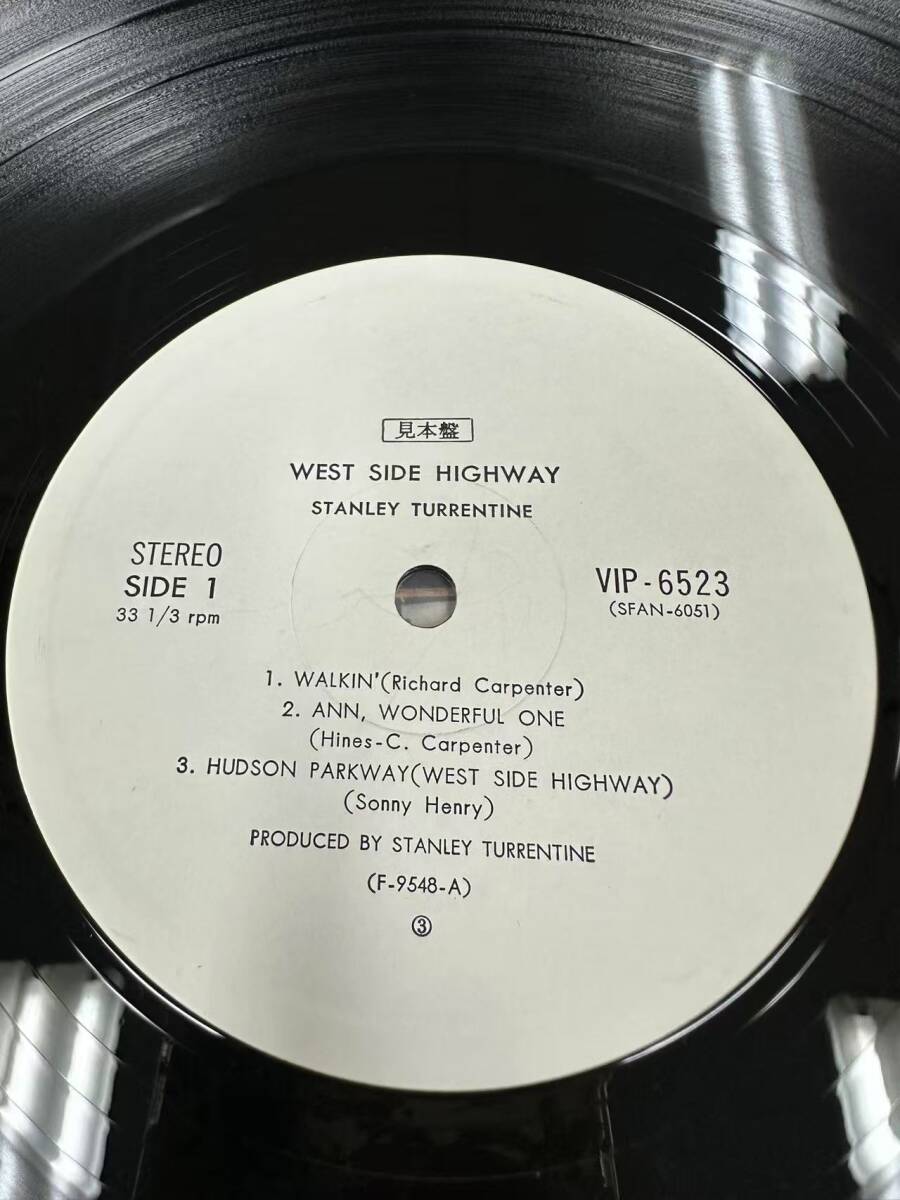 見本盤
WEST SIDE HIGHWAY
STANLEY TURRENTINE
STEREO
SIDE 1
33 1/3 rpm
VIP-6523
(SFAN-6051)
1. WALKIN'(Richard Carpenter)
2. ANN, WONDERFUL ONE
(Hines-C. Carpenter)
3. HUDSON PARKWAY(WEST SIDE HIGHWAY)
(Sonny Henry)
PRODUCED BY STANLEY TURRENTINE
(F-9548-A)
③